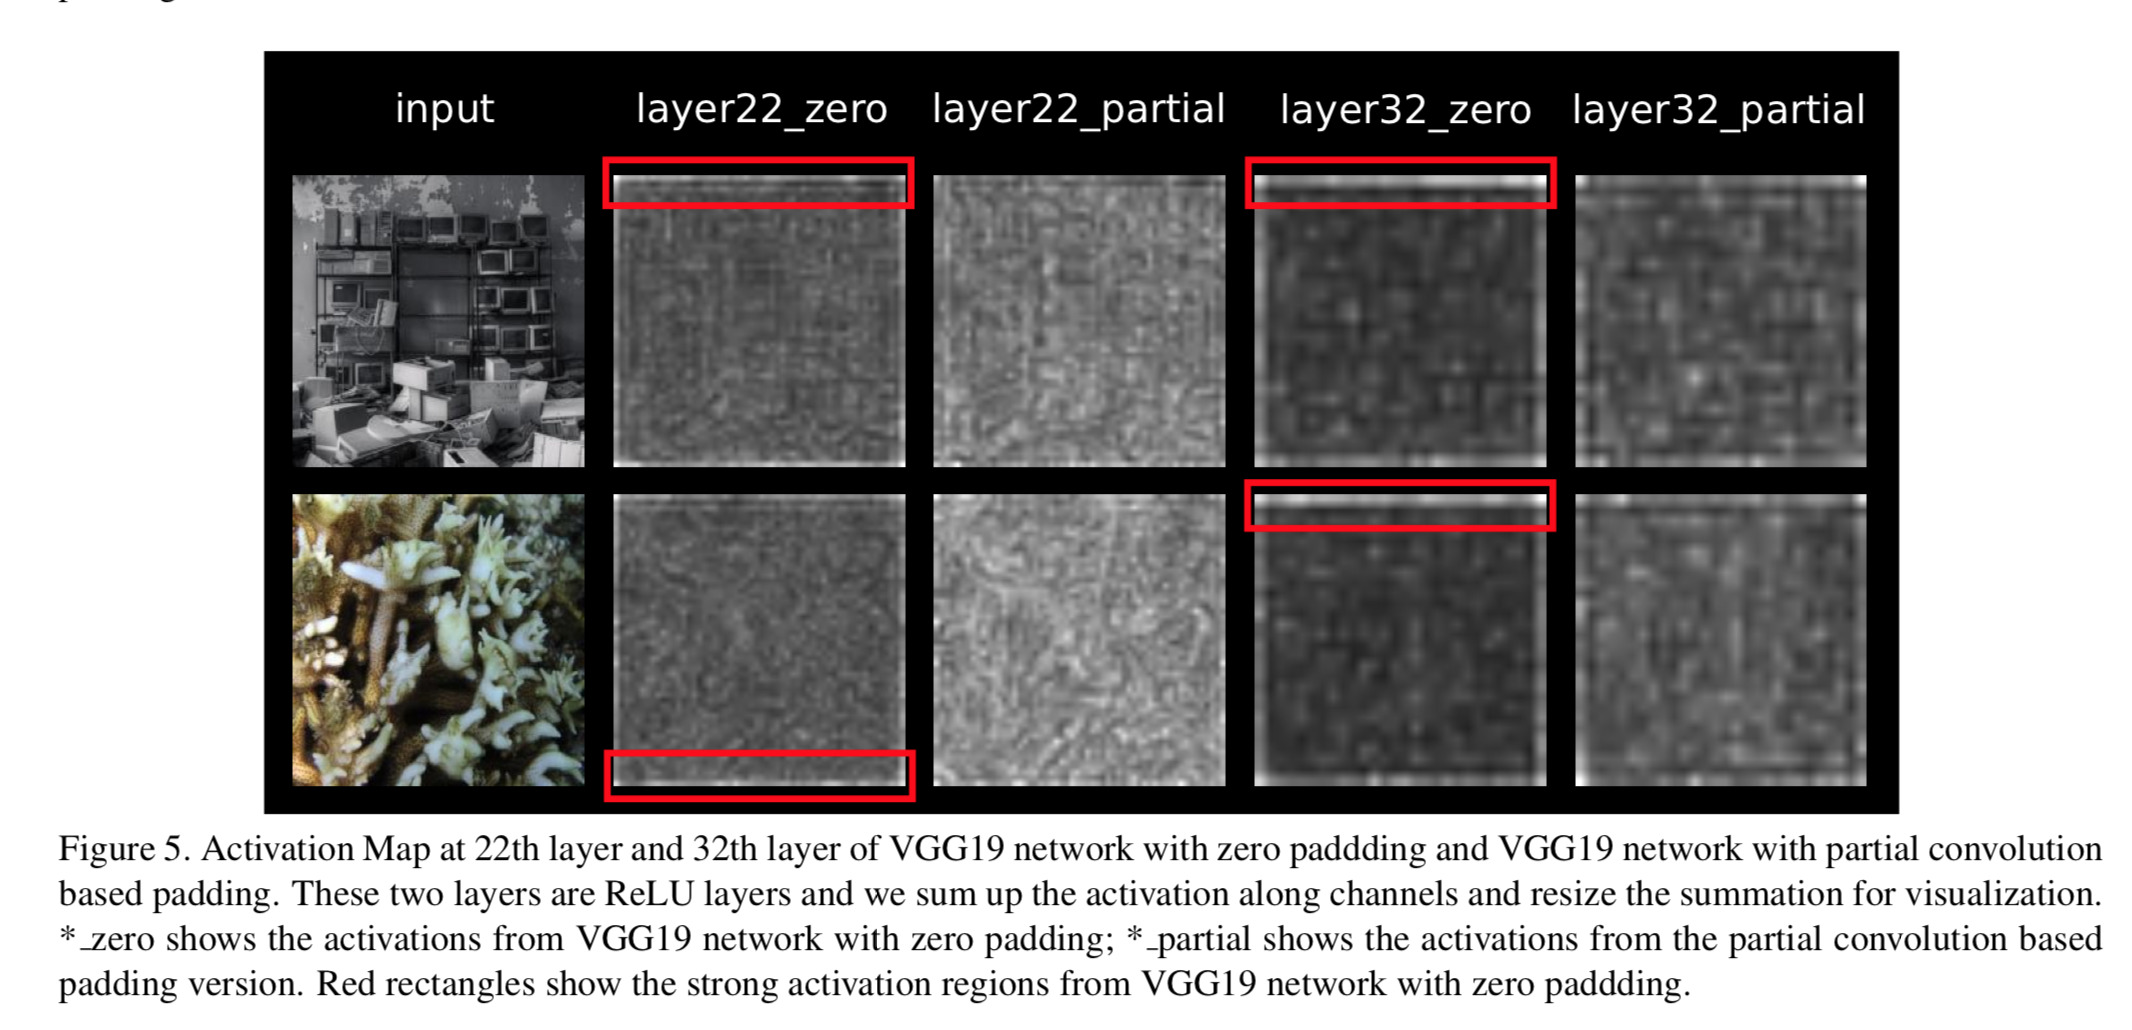 input
layer22_zero
layer22_partial
layer32_zero
layer32_partial
Figure 5. Activation Map at 22th layer and 32th layer of VGG19 network with zero paddding and VGG19 network with partial convolution
based padding. These two layers are ReLU layers and we sum up the activation along channels and resize the summation for visualization.
*_zero shows the activations from VGG19 network with zero padding; *_partial shows the activations from the partial convolution based
padding version. Red rectangles show the strong activation regions from VGG19 network with zero paddding.